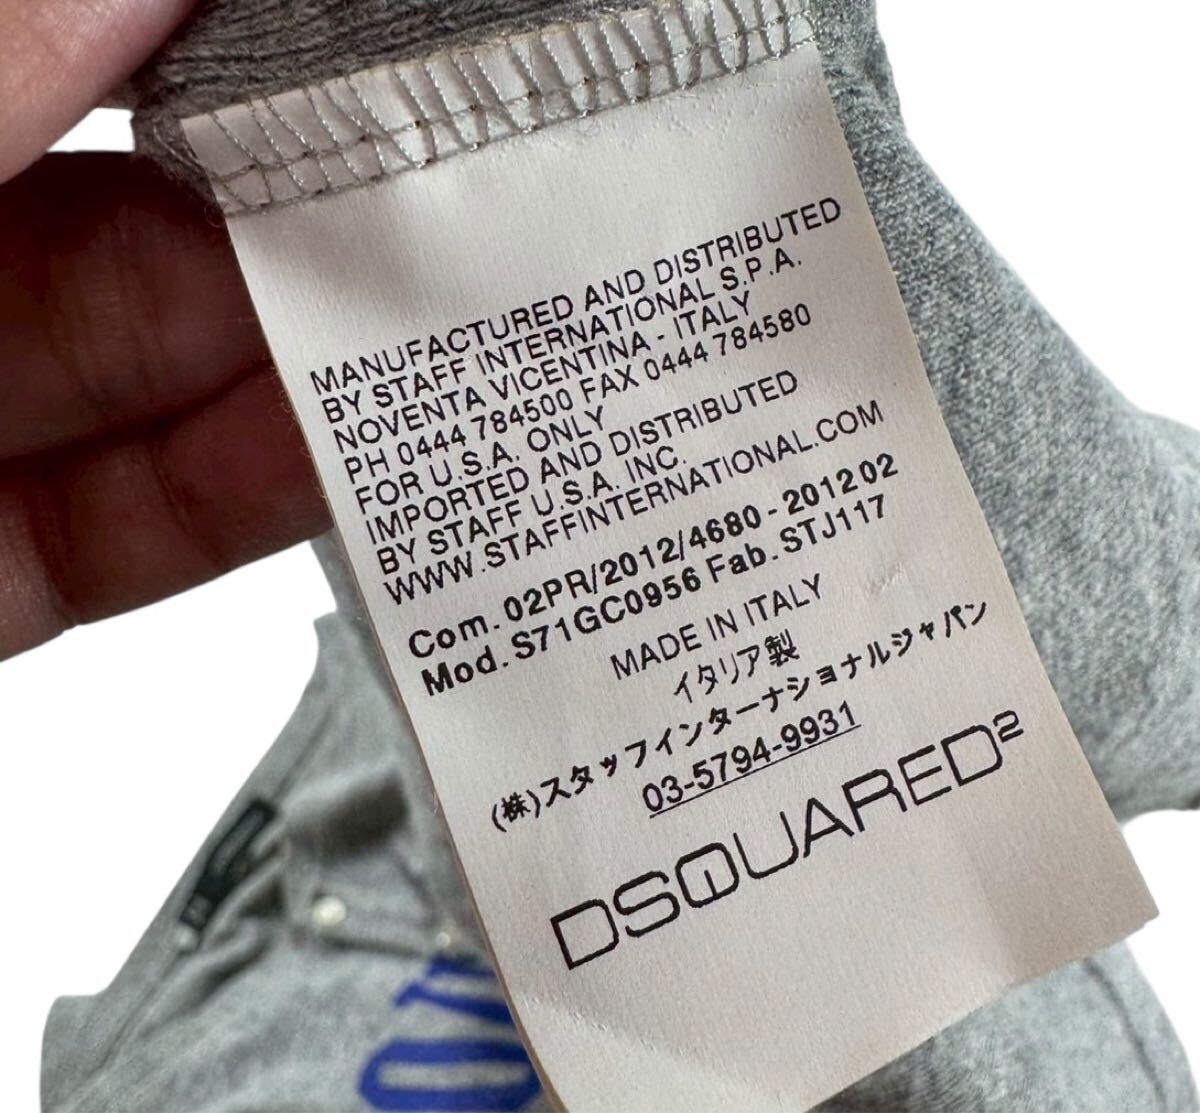 MANUFACTURED AND DISTRIBUTED
BY STAFF INTERNATIONAL S.P.A.
NOVENTA VICENTINA - ITALY
PH 0444 784500 FAX 0444 784580
FOR U.S.A. ONLY
IMPORTED AND DISTRIBUTED
BY STAFF U.S.A. INC.
WWW.STAFFINTERNATIONAL.COM
Com. 02PR/2012/4680 - 2012 02
Mod. S71GC0956 Fab. STJ117
MADE IN ITALY
イタリア製
(株)スタッフインターナショナルジャパン
03-5794-9931
DSQUARED2